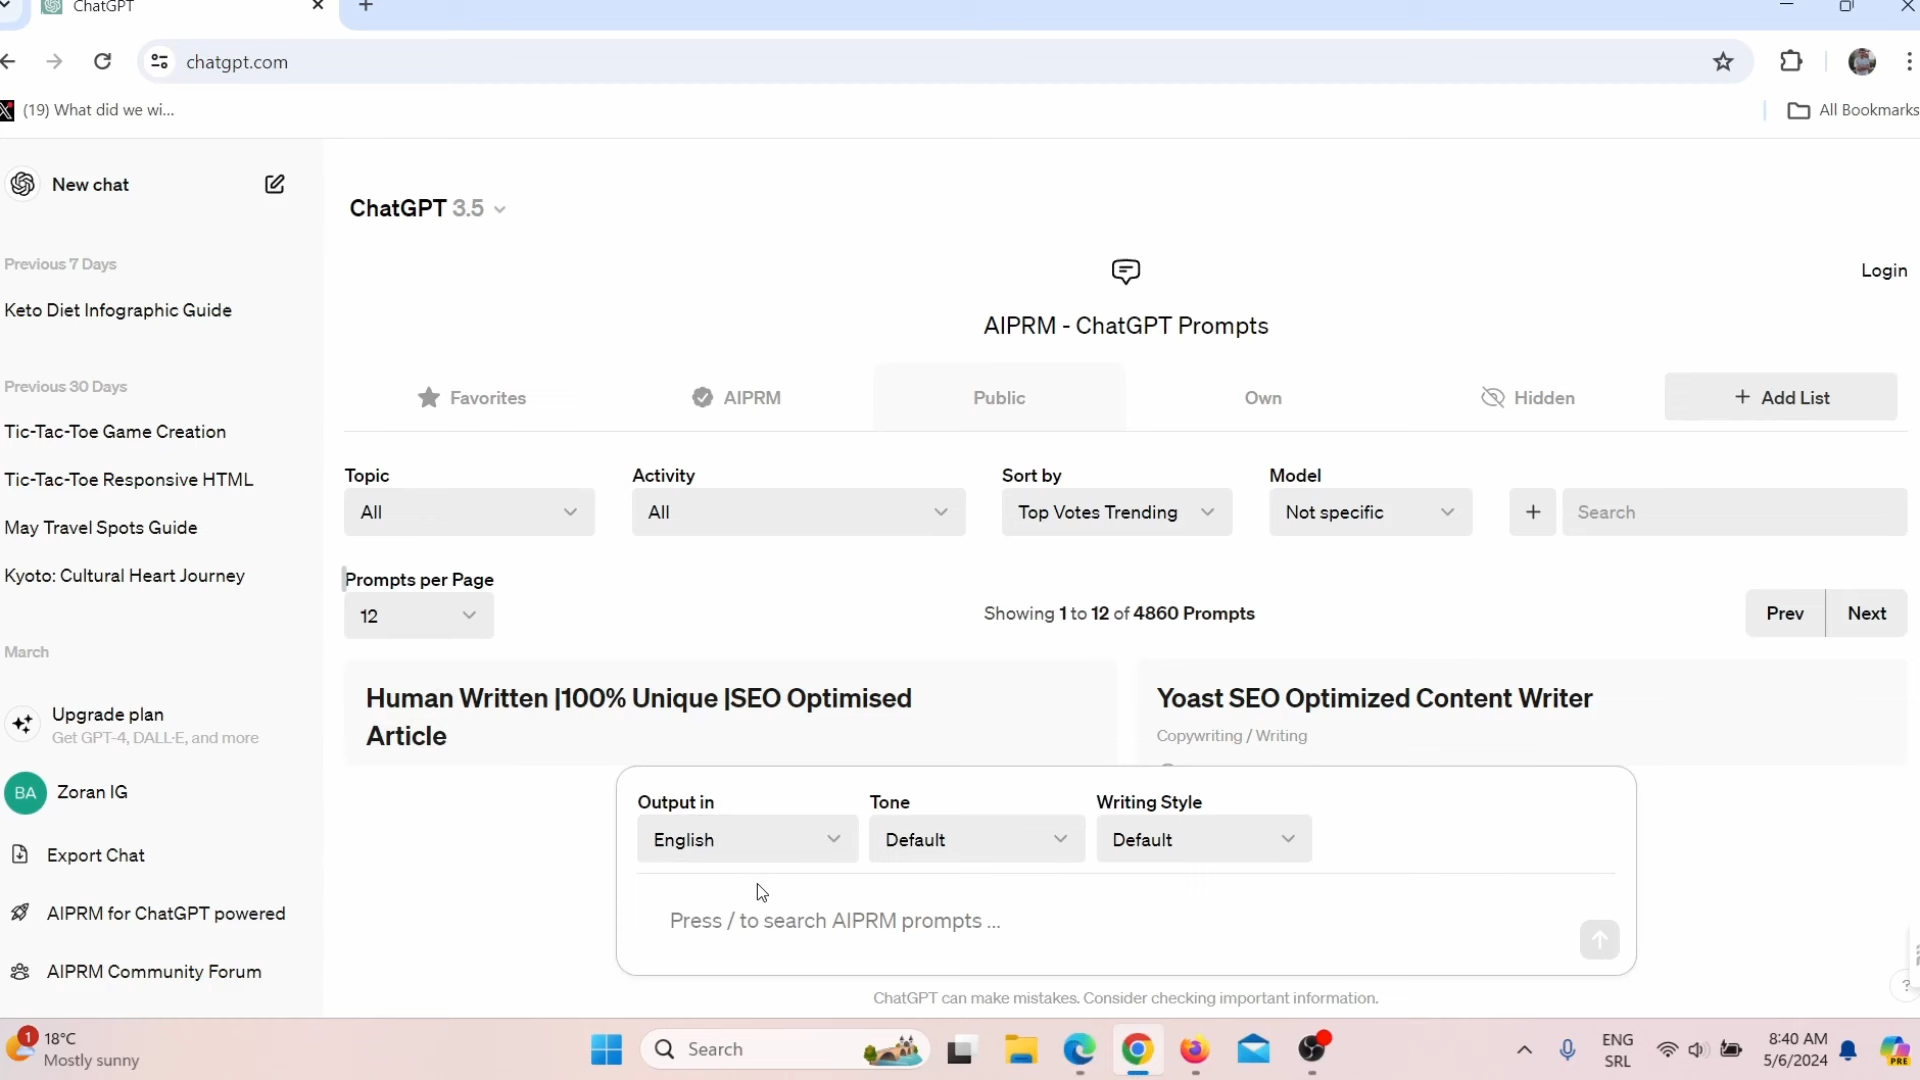 ChatGPT
chatgpt.com
(19) What did we wi...
All Bookmarks
New chat
Previous 7 Days
Keto Diet Infographic Guide
Previous 30 Days
Tic-Tac-Toe Game Creation
Tic-Tac-Toe Responsive HTML
May Travel Spots Guide
Kyoto: Cultural Heart Journey
March
Upgrade plan
Get GPT-4, DALL·E, and more
BA Zoran IG
Export Chat
AIPRM for ChatGPT powered
AIPRM Community Forum
ChatGPT 3.5
Login
AIPRM - ChatGPT Prompts
Favorites AIPRM Public Own Hidden + Add List
Topic Activity Sort by Model
All All Top Votes Trending Not specific + Search
Prompts per Page
12 Showing 1 to 12 of 4860 Prompts Prev Next
Human Written |100% Unique |SEO Optimised
Article
Yoast SEO Optimized Content Writer
Copywriting / Writing
Output in Tone Writing Style
English Default Default
Press / to search AIPRM prompts ...
ChatGPT can make mistakes. Consider checking important information.
?
1 18°C
Mostly sunny
Search
ENG
SRL
8:40 AM
5/6/2024
PRE